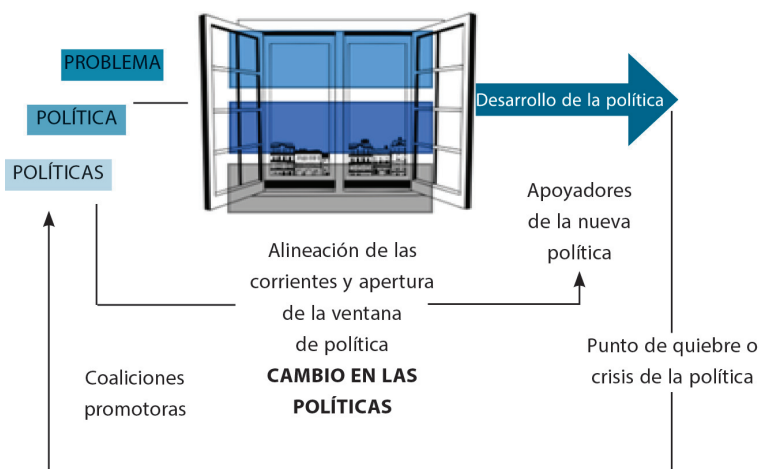 PROBLEMA
POLÍTICA
POLÍTICAS
Desarrollo de la política
Apoyadores
de la nueva
política
Alineación de las
corrientes y apertura
de la ventana
de política
CAMBIO EN LAS
POLÍTICAS
Coaliciones
promotoras
Punto de quiebre o
crisis de la política